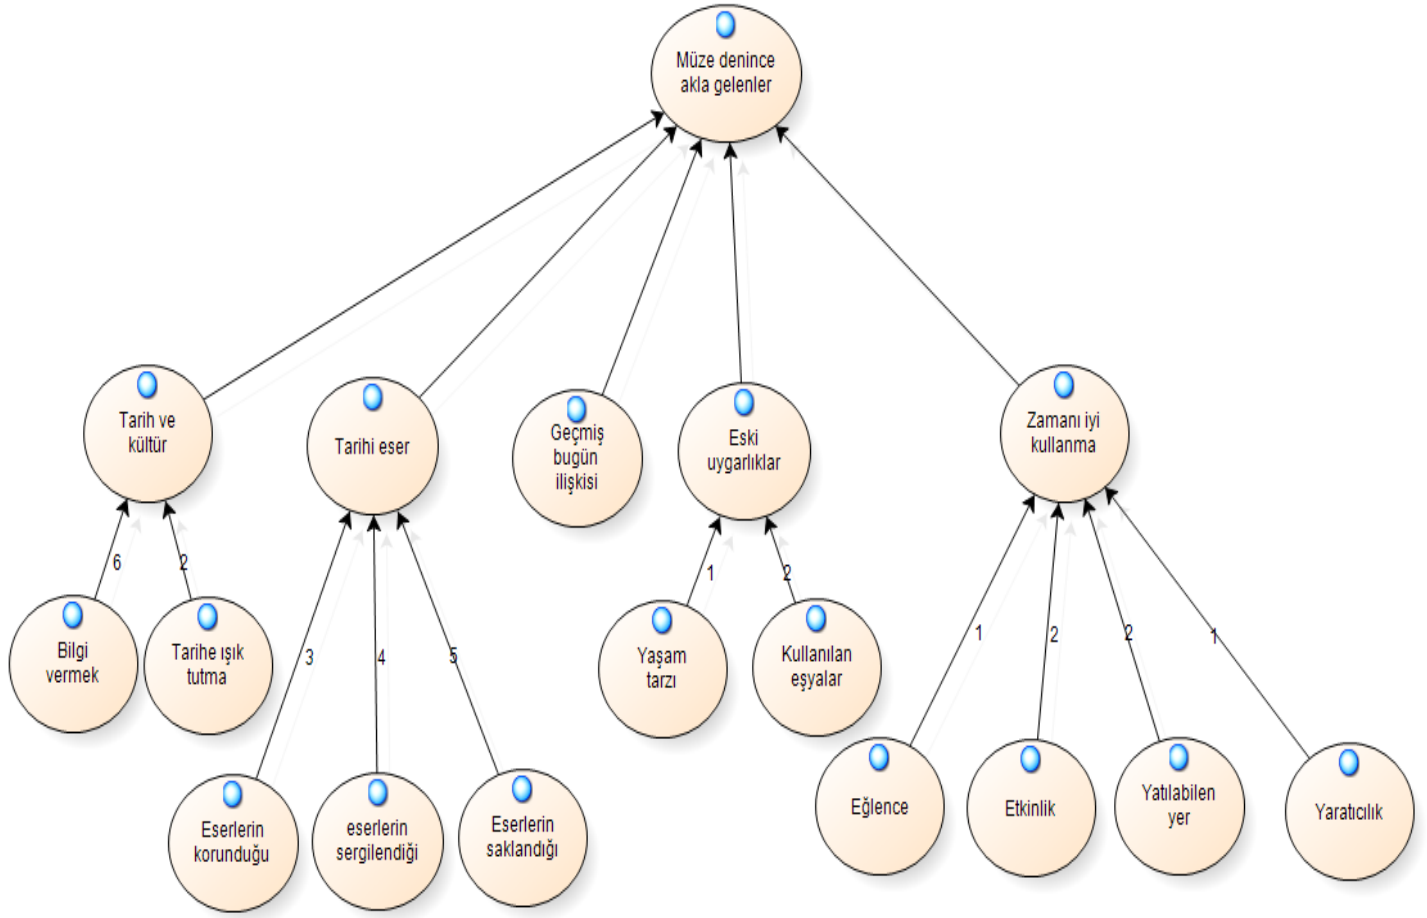 Müze denince
akla gelenler
Tarih ve
kültür
Tarihi eser
Geçmiş
bugün
ilişkisi
Eski
uygarlıklar
Zamanı iyi
kullanma
6
2
3
4
5
1
2
1
2
2
1
Bilgi
vermek
Tarihe ışık
tutma
Yaşam
tarzı
Kullanılan
eşyalar
Eserlerin
korunduğu
eserlerin
sergilendiği
Eserlerin
saklandığı
Eğlence
Etkinlik
Yatılabilen
yer
Yaratıcılık